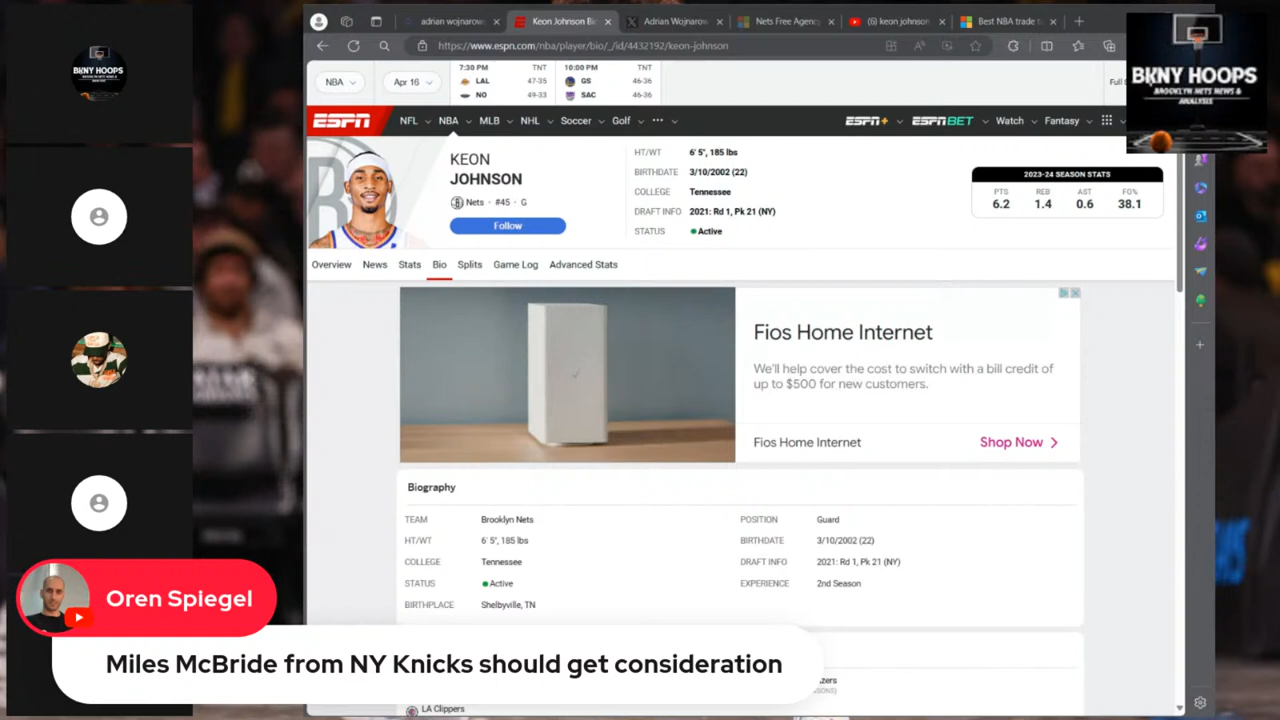 adrian wojnarows
Keon Johnson Bi
Adrian Wojnarow
Nets Free Agency
(6) keon johnson
Best NBA trade t
https://www.espn.com/nba/player/bio/_/id/4432192/keon-johnson
BKNY HOOPS
BROOKLYN NETS NEWS &
ANALYSIS
BKNY HOOPS
NBA
Apr 16
7:30 PM TNT
LAL 47-35
NO 49-33
10:00 PM TNT
GS 46-36
SAC 46-36
Full
ESPN
NFL
NBA
MLB
NHL
Soccer
Golf
ESPN+
ESPN BET
Watch
Fantasy
KEON
JOHNSON
Nets · #45 · G
Follow
HT/WT 6' 5", 185 lbs
BIRTHDATE 3/10/2002 (22)
COLLEGE Tennessee
DRAFT INFO 2021: Rd 1, Pk 21 (NY)
STATUS Active
2023-24 SEASON STATS
PTS REB AST FG%
6.2 1.4 0.6 38.1
Overview News Stats Bio Splits Game Log Advanced Stats
Fios Home Internet
We'll help cover the cost to switch with a bill credit of
up to $500 for new customers.
Fios Home Internet
Shop Now
Biography
TEAM Brooklyn Nets
HT/WT 6' 5", 185 lbs
COLLEGE Tennessee
STATUS Active
BIRTHPLACE Shelbyville, TN
POSITION Guard
BIRTHDATE 3/10/2002 (22)
DRAFT INFO 2021: Rd 1, Pk 21 (NY)
EXPERIENCE 2nd Season
Oren Spiegel
Miles McBride from NY Knicks should get consideration
LA Clippers